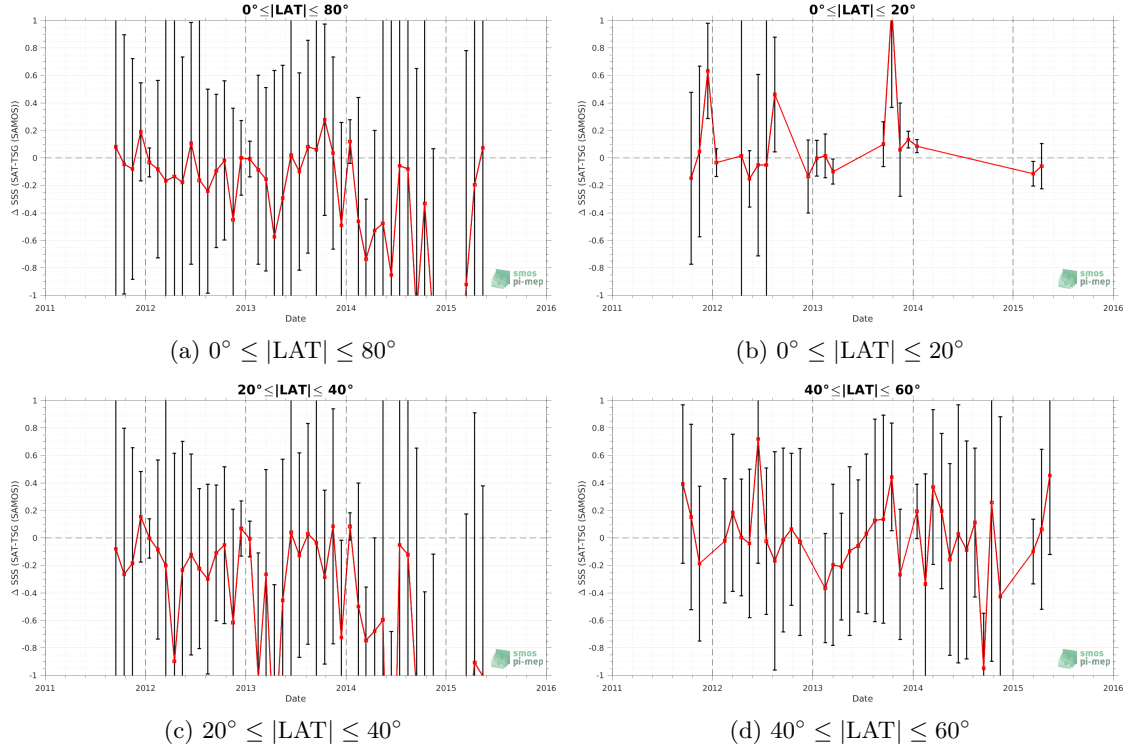 0°≤|LAT|≤ 80°
Δ SSS (SAT-TSG (SAMOS))
1
0.8
0.6
0.4
0.2
0
-0.2
-0.4
-0.6
-0.8
-1
2011
2012
2013
2014
2015
2016
Date
smos
pi-mep
(a) 0° ≤ |LAT| ≤ 80°
0°≤|LAT|≤ 20°
Δ SSS (SAT-TSG (SAMOS))
1
0.8
0.6
0.4
0.2
0
-0.2
-0.4
-0.6
-0.8
-1
2011
2012
2013
2014
2015
2016
Date
smos
pi-mep
(b) 0° ≤ |LAT| ≤ 20°
20°≤|LAT|≤ 40°
Δ SSS (SAT-TSG (SAMOS))
1
0.8
0.6
0.4
0.2
0
-0.2
-0.4
-0.6
-0.8
-1
2011
2012
2013
2014
2015
2016
Date
smos
pi-mep
(c) 20° ≤ |LAT| ≤ 40°
40°≤|LAT|≤ 60°
Δ SSS (SAT-TSG (SAMOS))
1
0.8
0.6
0.4
0.2
0
-0.2
-0.4
-0.6
-0.8
-1
2011
2012
2013
2014
2015
2016
Date
smos
pi-mep
(d) 40° ≤ |LAT| ≤ 60°